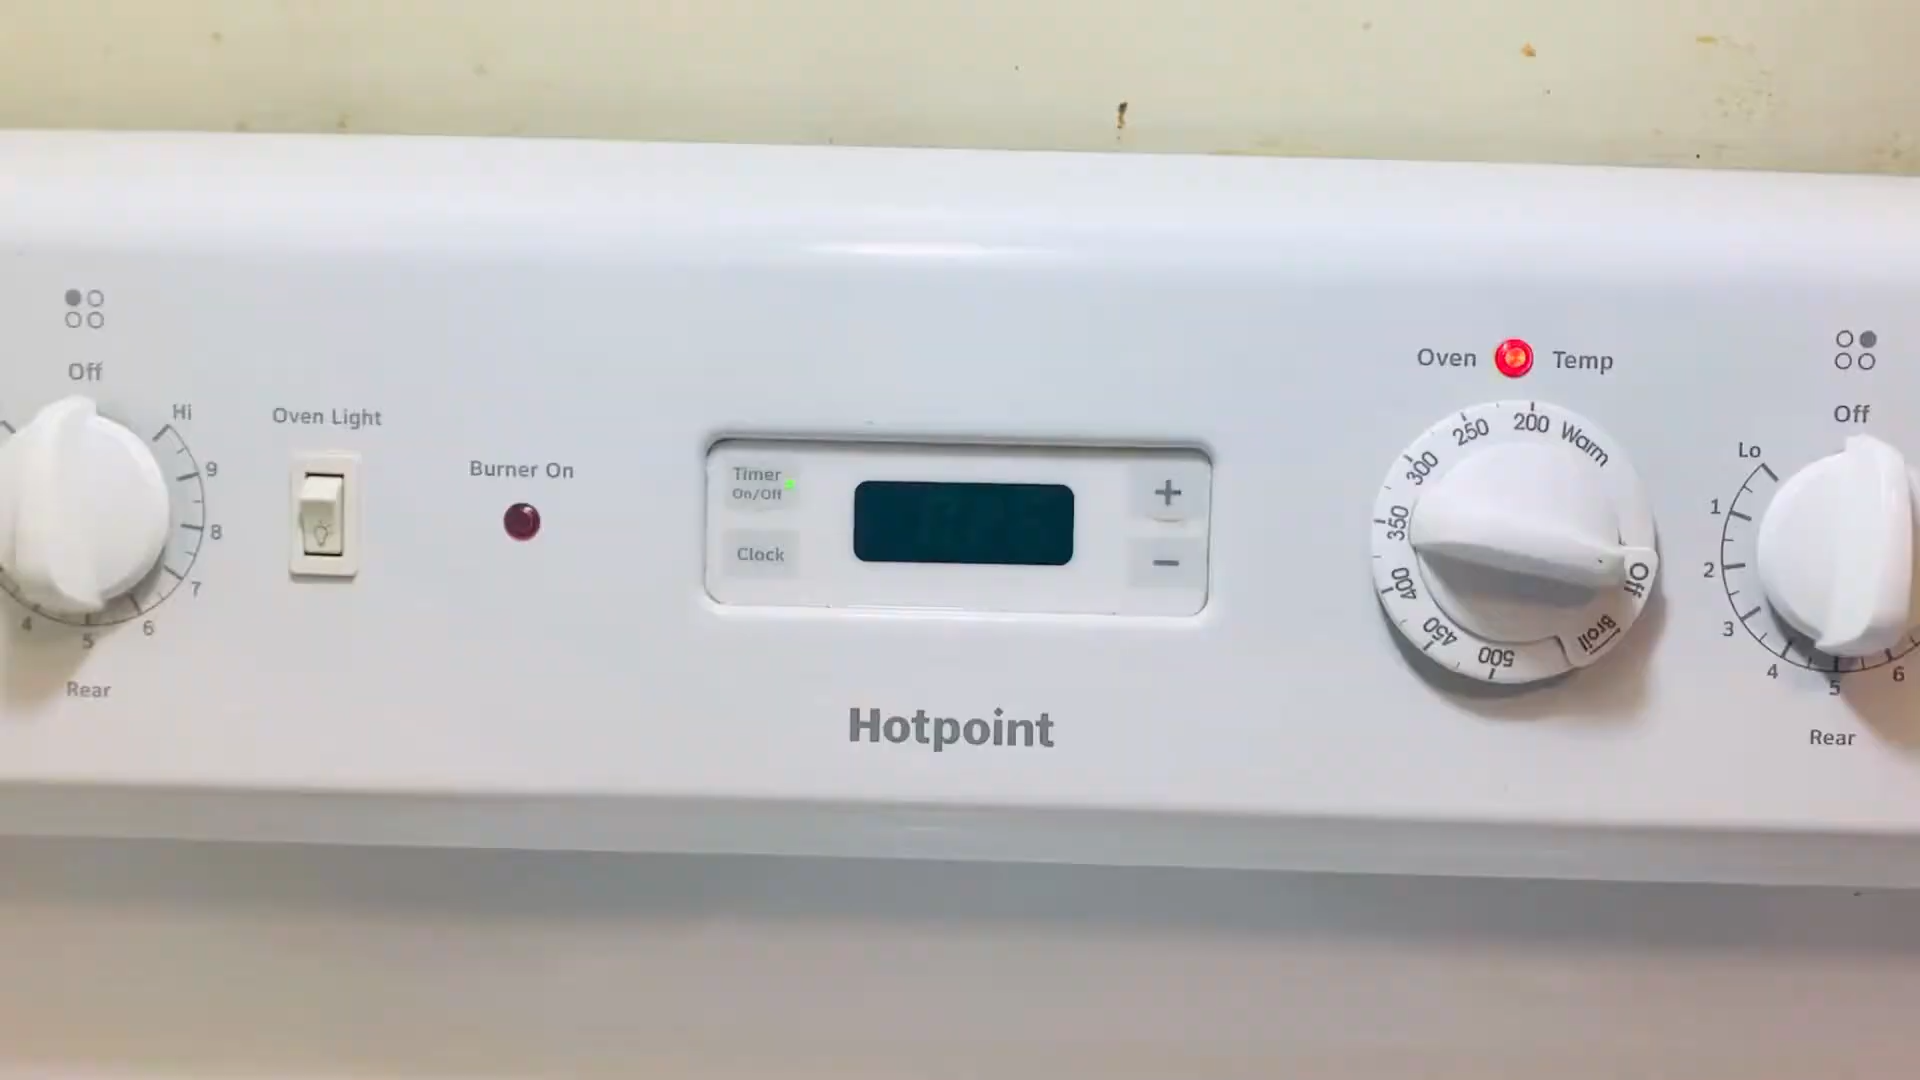 Off
Hi
9
8
7
6
5
4
Rear
Oven Light
Burner On
Timer
On/Off
Clock
+
−
Hotpoint
Oven Temp
Warm
200
250
300
350
400
450
500
Broil
Off
Off
Lo
1
2
3
4
5
6
Rear